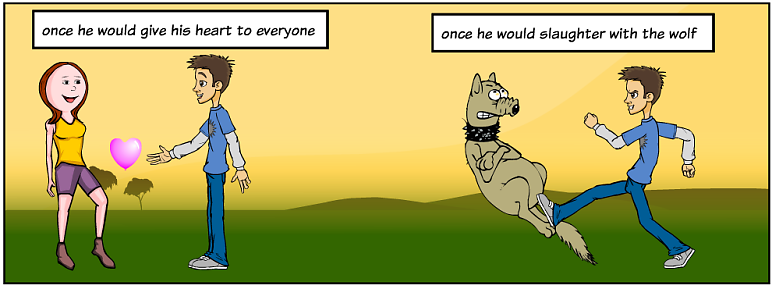 once he would give his heart to everyone
once he would slaughter with the wolf